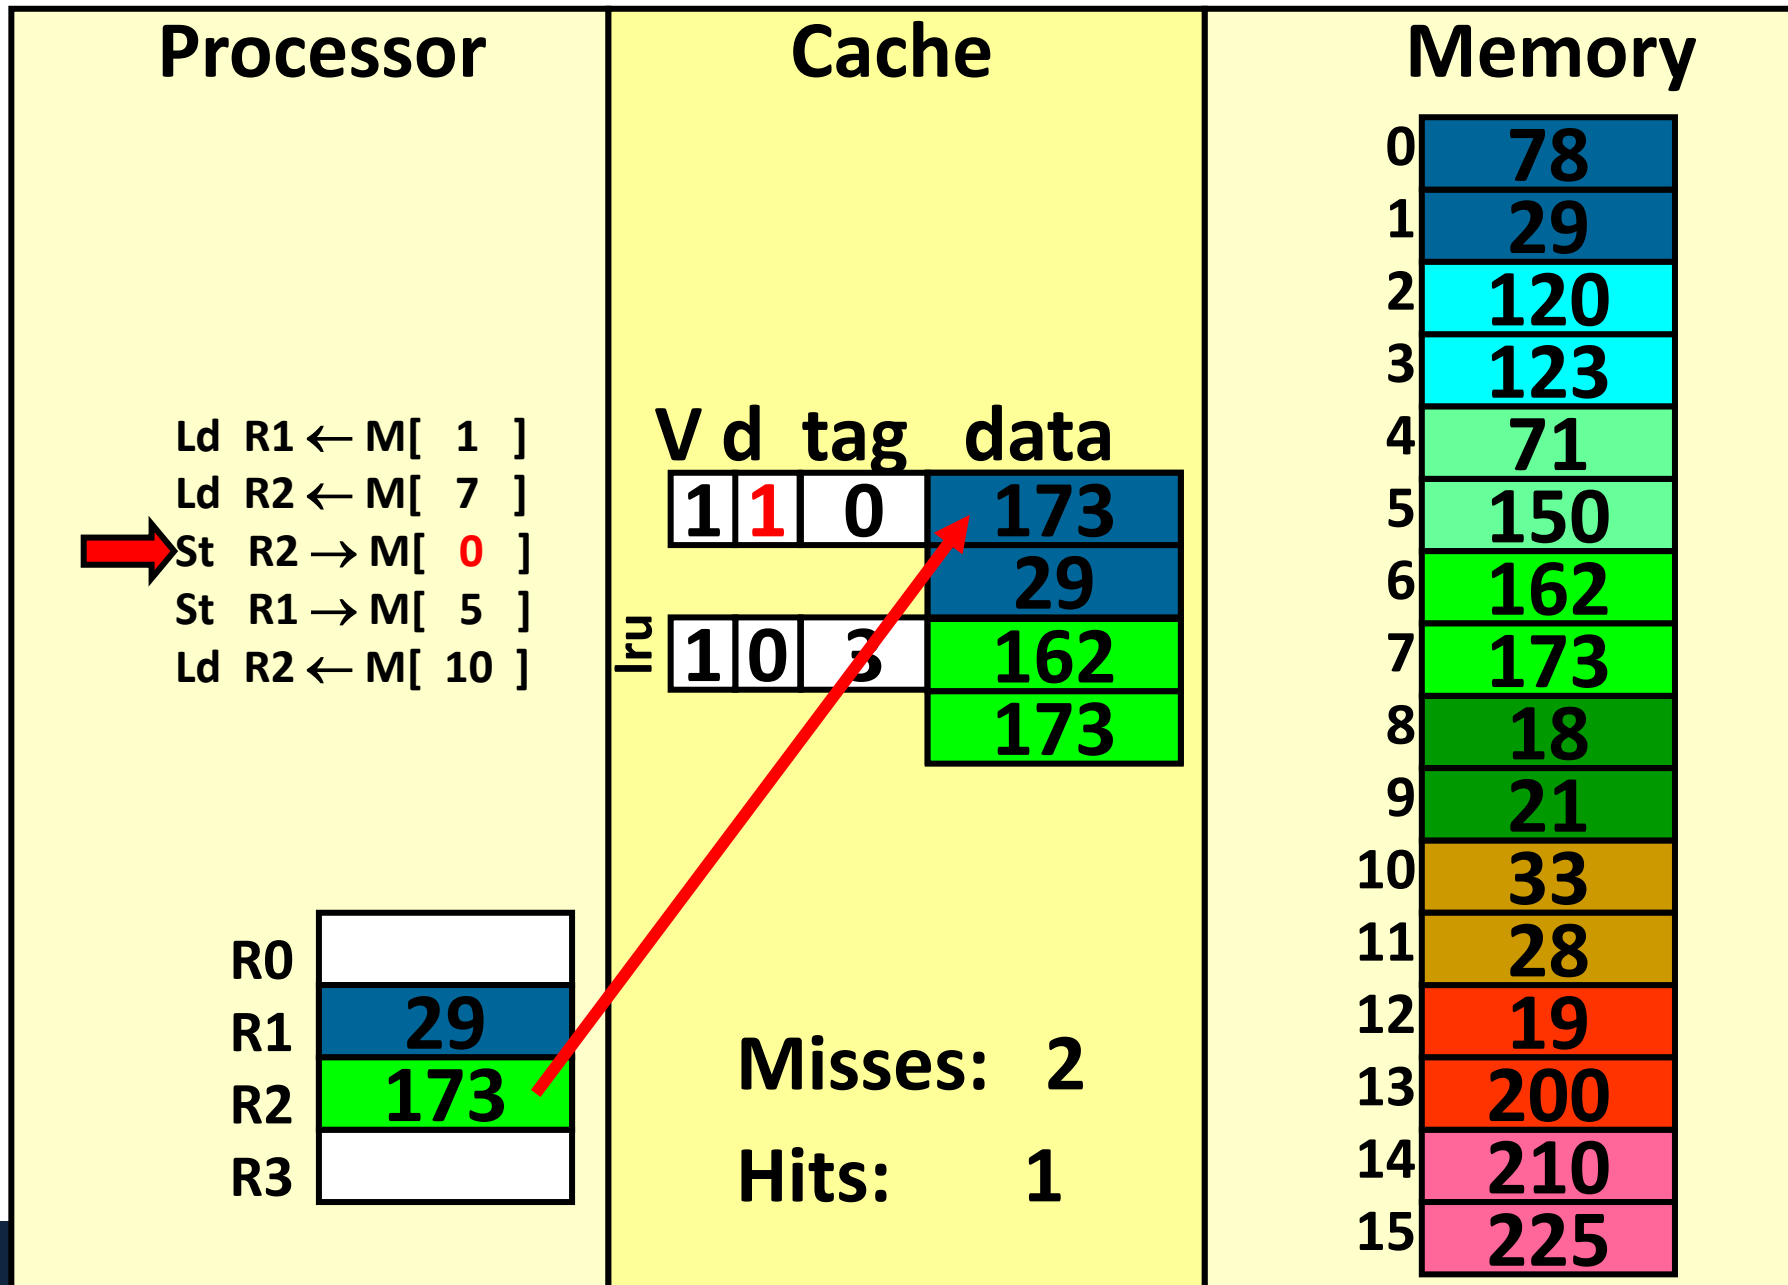 Processor
Ld R1 ← M[ 1 ]
Ld R2 ← M[ 7 ]
St R2 → M[ 0 ]
St R1 → M[ 5 ]
Ld R2 ← M[ 10 ]
R0
R1 29
R2 173
R3
Cache
V d tag data
1 1 0 173
29
lru 1 0 3 162
173
Misses: 2
Hits: 1
Memory
0 78
1 29
2 120
3 123
4 71
5 150
6 162
7 173
8 18
9 21
10 33
11 28
12 19
13 200
14 210
15 225